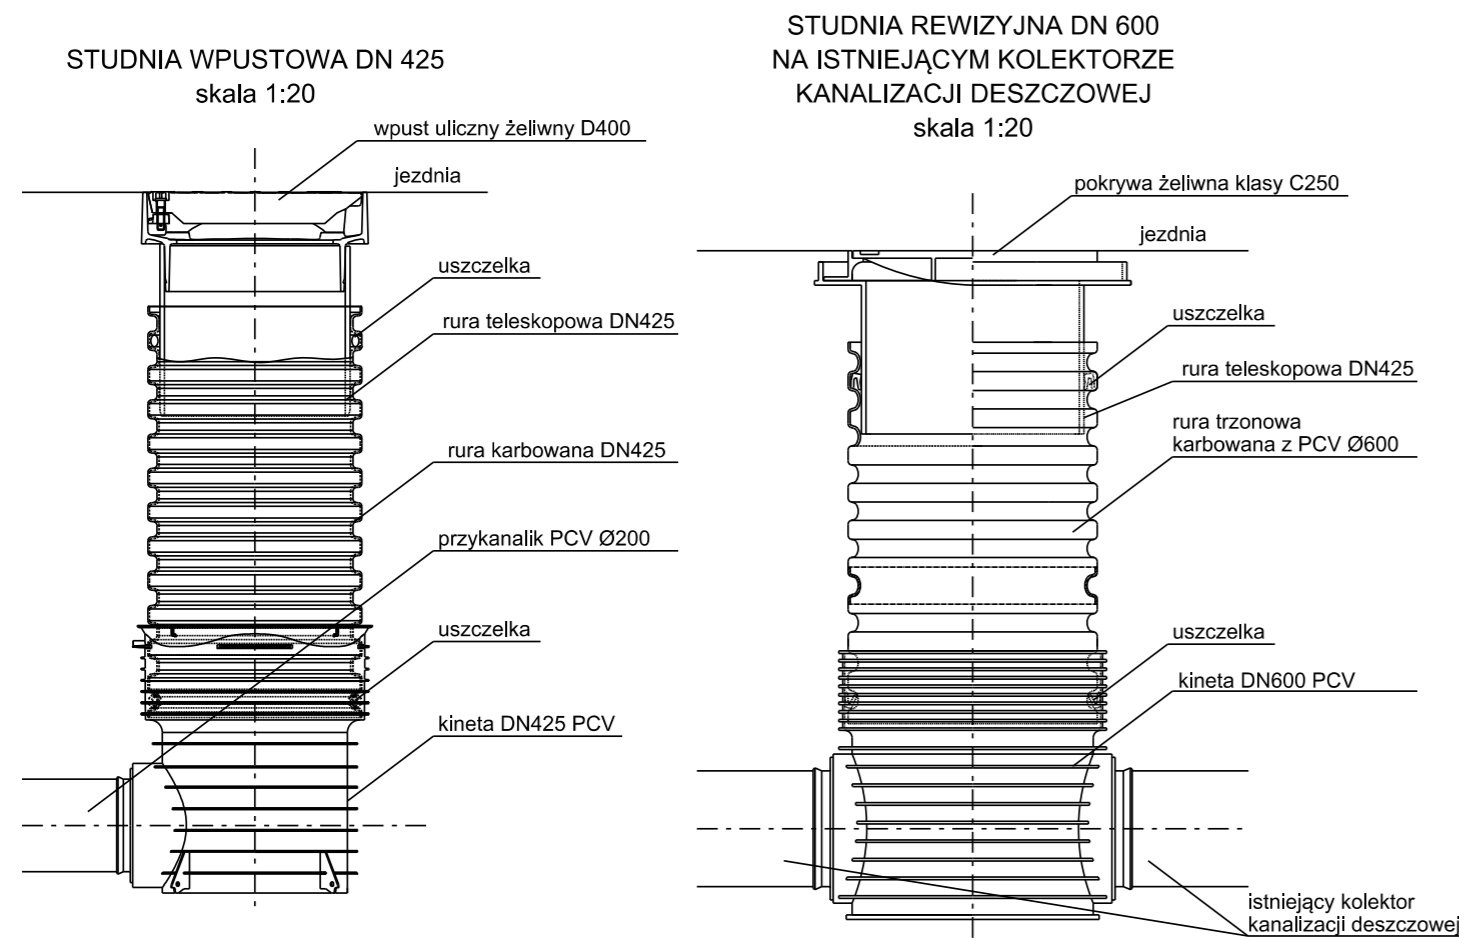 STUDNIA WPUSTOWA DN 425
skala 1:20
wpust uliczny żeliwny D400
jezdnia
uszczelka
rura teleskopowa DN425
rura karbowana DN425
przykanalik PCV Ø200
uszczelka
kineta DN425 PCV
STUDNIA REWIZYJNA DN 600
NA ISTNIEJĄCYM KOLEKTORZE
KANALIZACJI DESZCZOWEJ
skala 1:20
pokrywa żeliwna klasy C250
jezdnia
uszczelka
rura teleskopowa DN425
rura trzonowa
karbowana z PCV Ø600
uszczelka
kineta DN600 PCV
istniejący kolektor
kanalizacji deszczowej